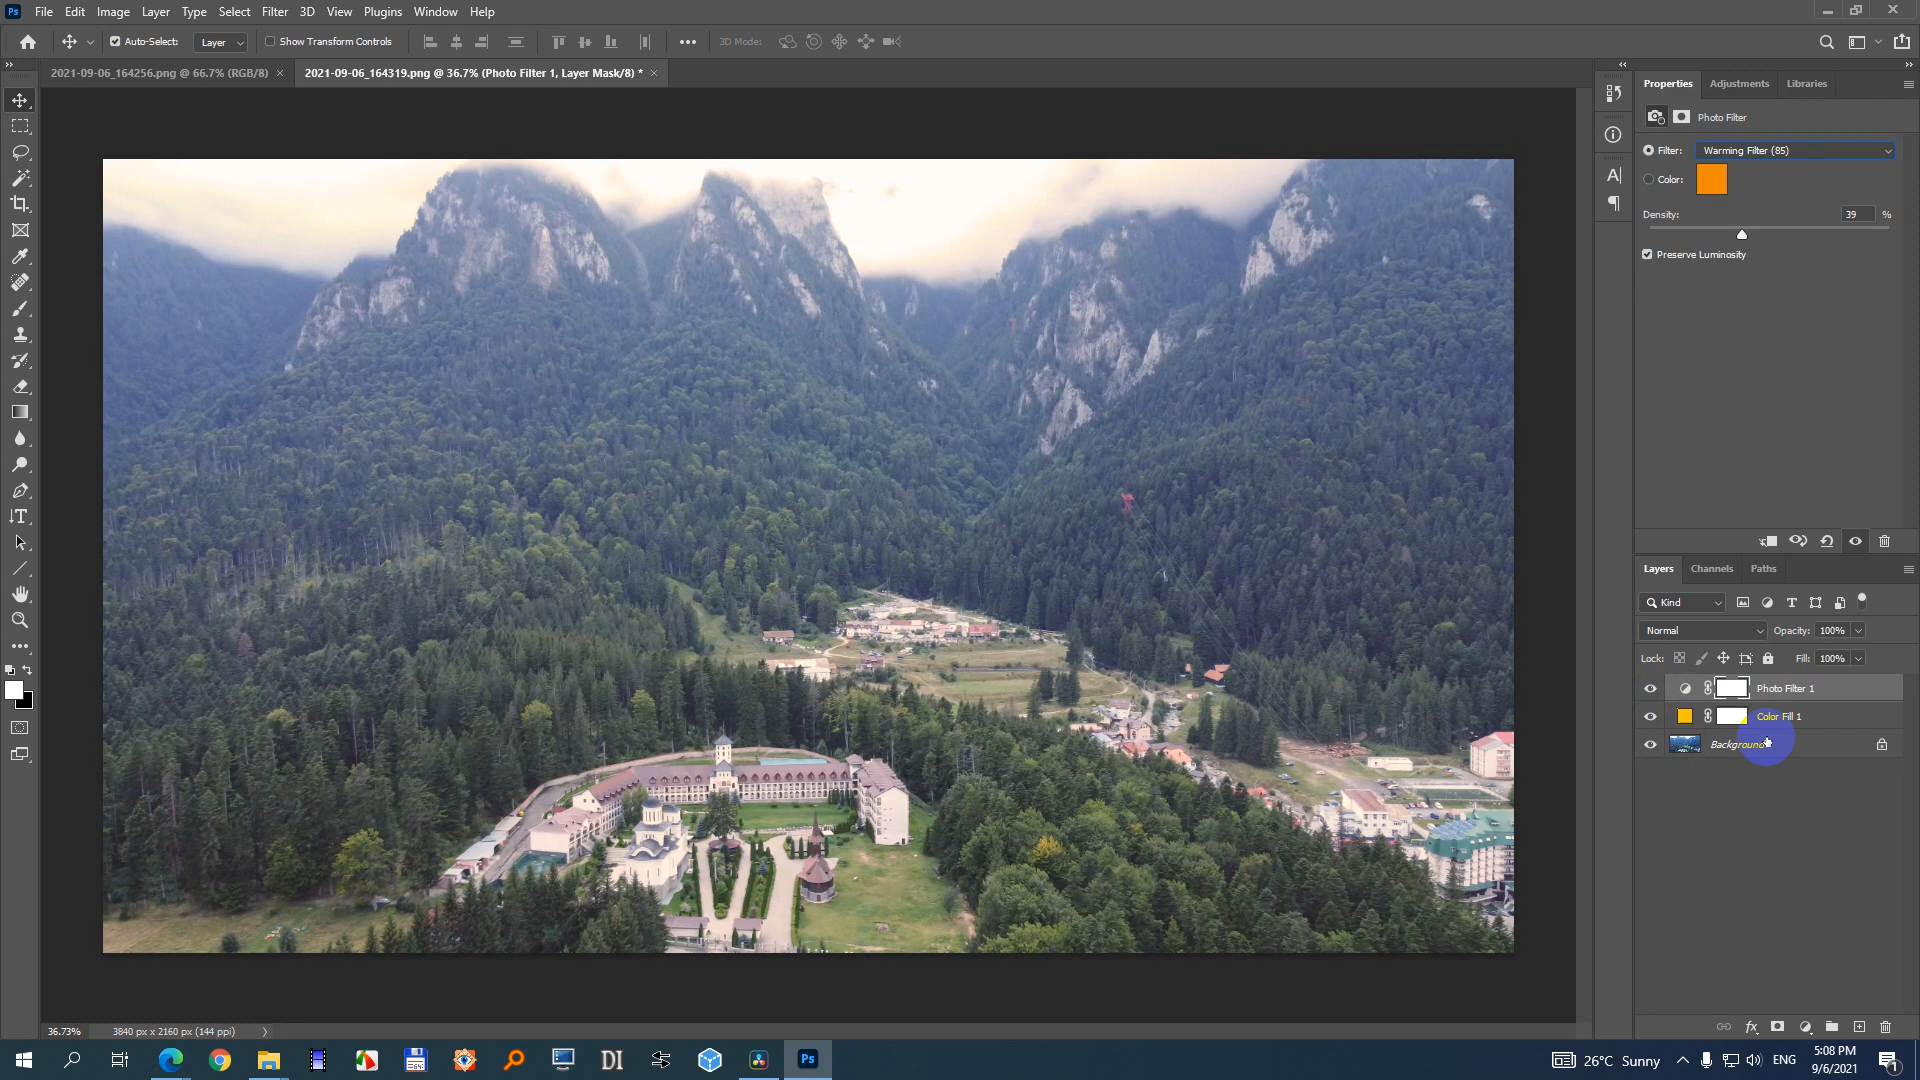 Ps File Edit Image Layer Type Select Filter 3D View Plugins Window Help
Auto-Select: Layer Show Transform Controls 3D Mode:
2021-09-06_164256.png @ 66.7% (RGB/8) × 2021-09-06_164319.png @ 36.7% (Photo Filter 1, Layer Mask/8) * ×
Properties Adjustments Libraries
Photo Filter
Filter: Warming Filter (85)
Color:
Density: 39 %
Preserve Luminosity
Layers Channels Paths
Kind
Normal Opacity: 100%
Lock: Fill: 100%
Photo Filter 1
Color Fill 1
Background
36.73% 3840 px x 2160 px (144 ppi)
DI Ps 26°C Sunny ENG 5:08 PM
9/6/2021
1